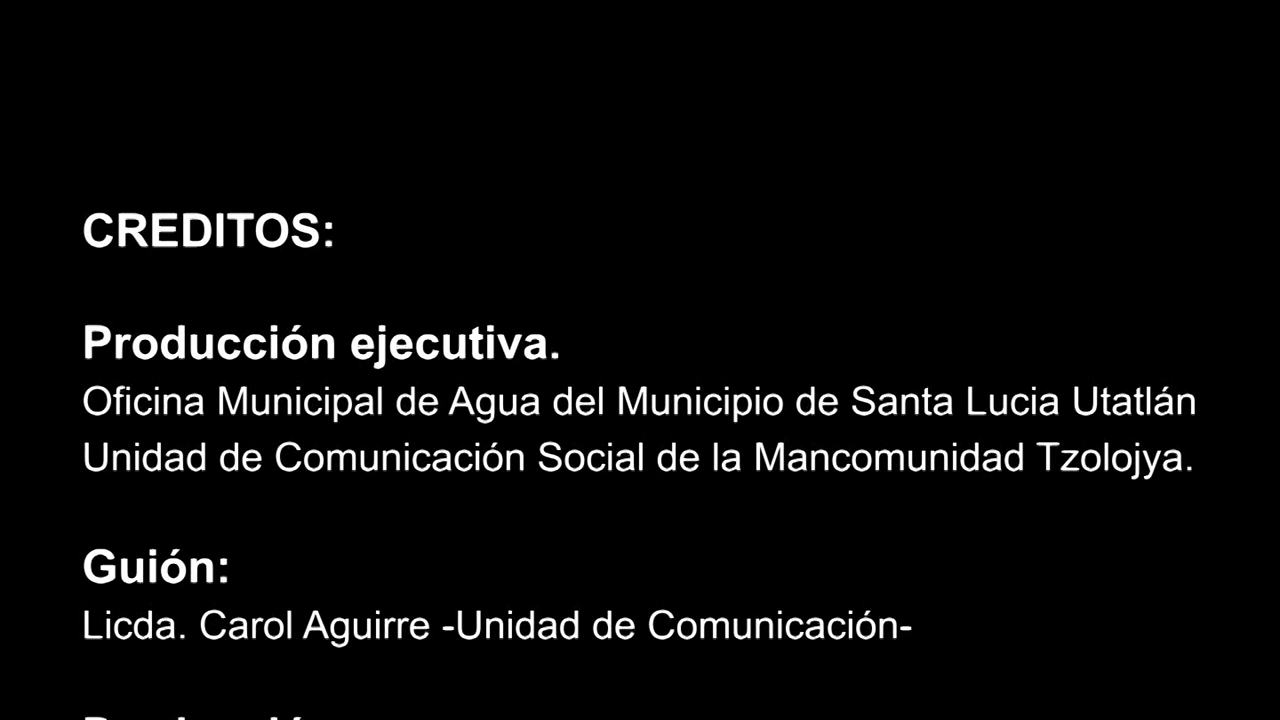 CREDITOS:
Producción ejecutiva.
Oficina Municipal de Agua del Municipio de Santa Lucia Utatlán
Unidad de Comunicación Social de la Mancomunidad Tzolojya.
Guión:
Licda. Carol Aguirre -Unidad de Comunicación-